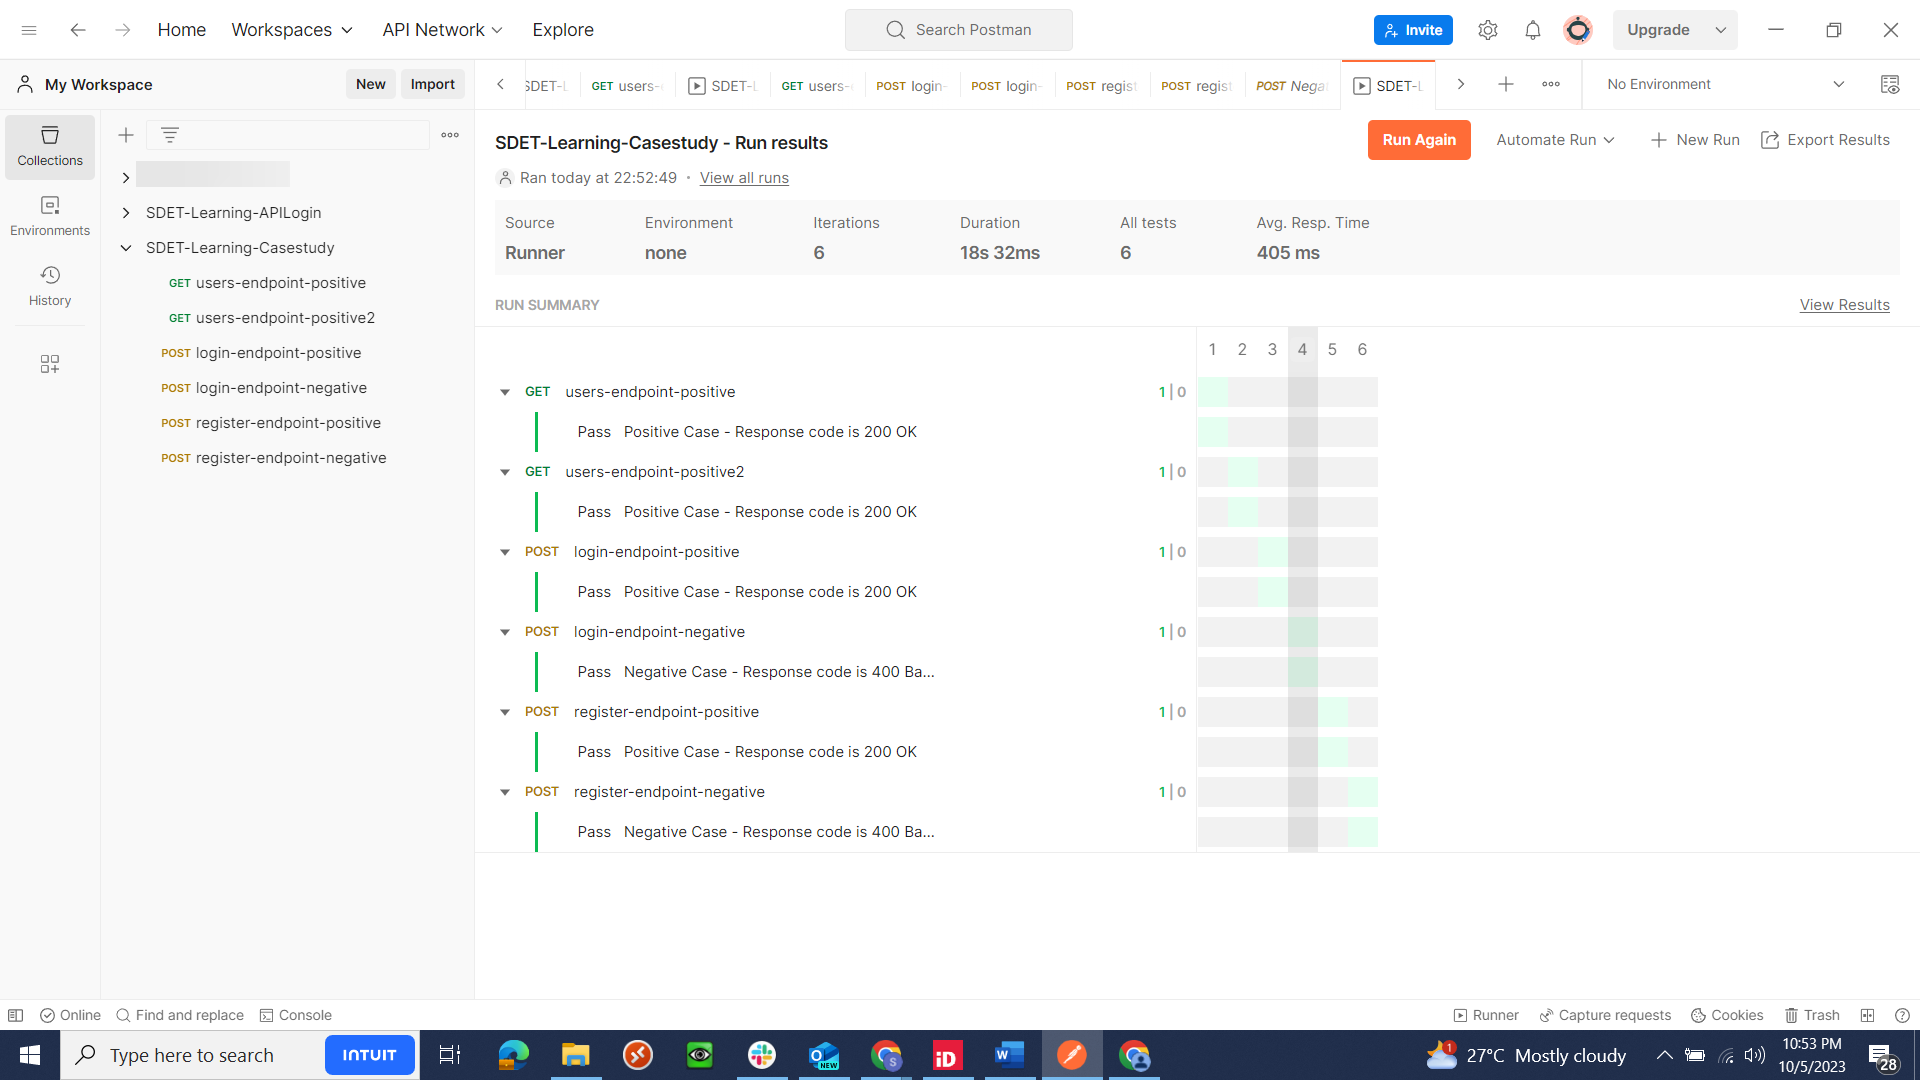 Home Workspaces API Network Explore Search Postman Invite Upgrade
My Workspace New Import SDET-L GET users- SDET-L GET users- POST login- POST login- POST regist POST regist POST Nega SDET-L No Environment
Collections
Environments
History
SDET-Learning-APILogin
SDET-Learning-Casestudy
GET users-endpoint-positive
GET users-endpoint-positive2
POST login-endpoint-positive
POST login-endpoint-negative
POST register-endpoint-positive
POST register-endpoint-negative
SDET-Learning-Casestudy - Run results Run Again Automate Run New Run Export Results
Ran today at 22:52:49 · View all runs
Source Environment Iterations Duration All tests Avg. Resp. Time
Runner none 6 18s 32ms 6 405 ms
RUN SUMMARY View Results
1 2 3 4 5 6
GET users-endpoint-positive 1 | 0
Pass Positive Case - Response code is 200 OK
GET users-endpoint-positive2 1 | 0
Pass Positive Case - Response code is 200 OK
POST login-endpoint-positive 1 | 0
Pass Positive Case - Response code is 200 OK
POST login-endpoint-negative 1 | 0
Pass Negative Case - Response code is 400 Ba...
POST register-endpoint-positive 1 | 0
Pass Positive Case - Response code is 200 OK
POST register-endpoint-negative 1 | 0
Pass Negative Case - Response code is 400 Ba...
Online Find and replace Console Runner Capture requests Cookies Trash
Type here to search INTUIT NEW S iD W 1 27°C Mostly cloudy 10:53 PM
10/5/2023 28